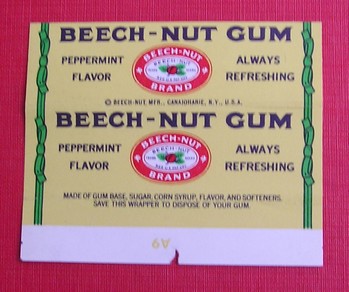 BEECH-NUT GUM
PEPPERMINT FLAVOR
BEECH-NUT
BRAND
ALWAYS REFRESHING
© BEECH-NUT MFR., CANAJOHARIE, N.Y., U.S.A.
BEECH-NUT GUM
PEPPERMINT FLAVOR
BEECH-NUT
BRAND
ALWAYS REFRESHING
MADE OF GUM BASE, SUGAR, CORN SYRUP, FLAVOR, AND SOFTENERS.
SAVE THIS WRAPPER TO DISPOSE OF YOUR GUM.